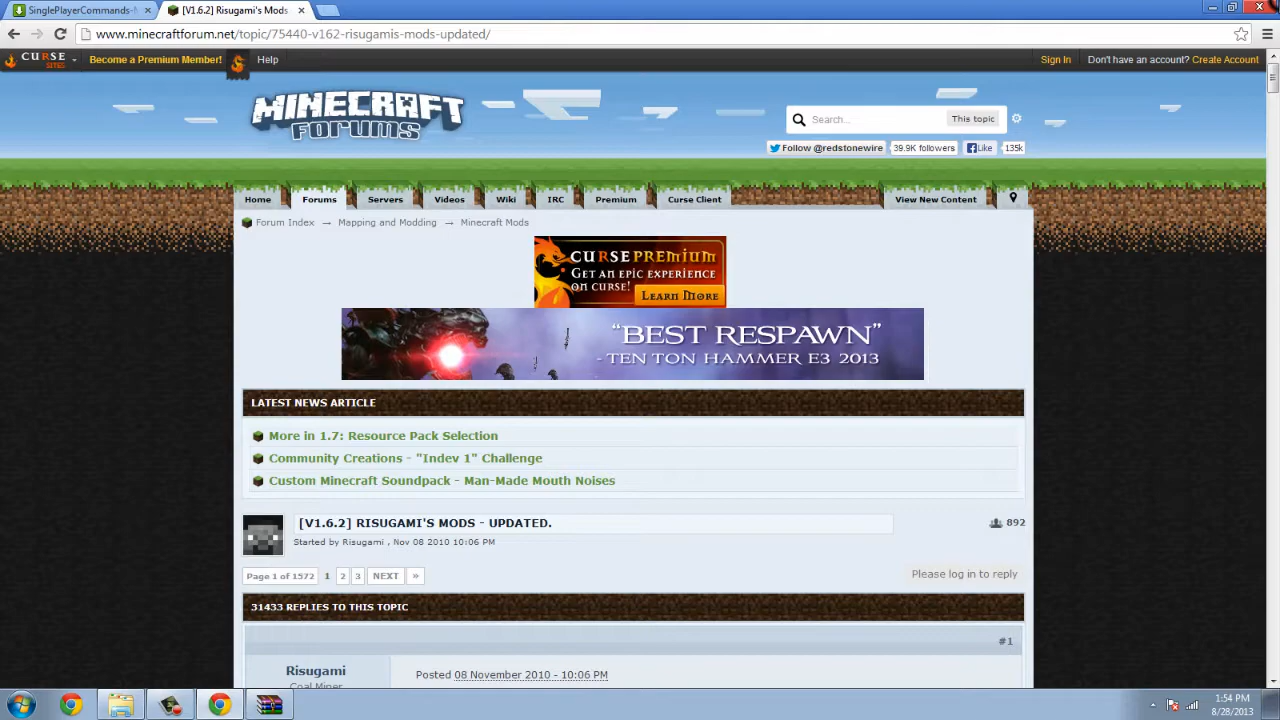 SinglePlayerCommands-
[V1.6.2] Risugami's Mods
www.minecraftforum.net/topic/75440-v162-risugamis-mods-updated/
CURSE SITES
Become a Premium Member!
Help
Sign In
Don't have an account? Create Account
MINECRAFT
FORUMS
Search...
This topic
Follow @redstonewire
39.9K followers
Like
135k
Home
Forums
Servers
Videos
Wiki
IRC
Premium
Curse Client
View New Content
Forum Index → Mapping and Modding → Minecraft Mods
CURSE PREMIUM
GET AN EPIC EXPERIENCE
ON CURSE!
LEARN MORE
"BEST RESPAWN"
- TEN TON HAMMER E3 2013
LATEST NEWS ARTICLE
More in 1.7: Resource Pack Selection
Community Creations - "Indev 1" Challenge
Custom Minecraft Soundpack - Man-Made Mouth Noises
[V1.6.2] RISUGAMI'S MODS - UPDATED.
892
Started by Risugami , Nov 08 2010 10:06 PM
Page 1 of 1572
1
2
3
NEXT
»
Please log in to reply
31433 REPLIES TO THIS TOPIC
#1
Risugami
Posted 08 November 2010 - 10:06 PM
Coal Miner
1:54 PM
8/28/2013